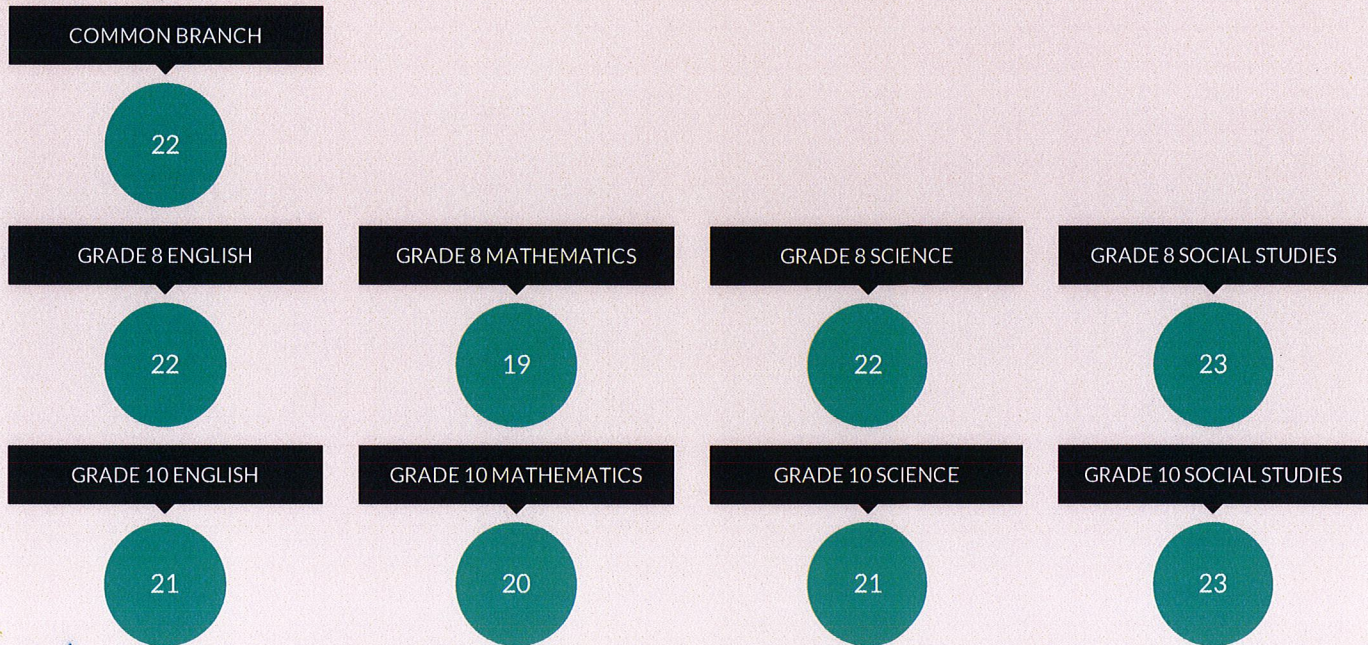 COMMON BRANCH
22
GRADE 8 ENGLISH
22
GRADE 8 MATHEMATICS
19
GRADE 8 SCIENCE
22
GRADE 8 SOCIAL STUDIES
23
GRADE 10 ENGLISH
21
GRADE 10 MATHEMATICS
20
GRADE 10 SCIENCE
21
GRADE 10 SOCIAL STUDIES
23